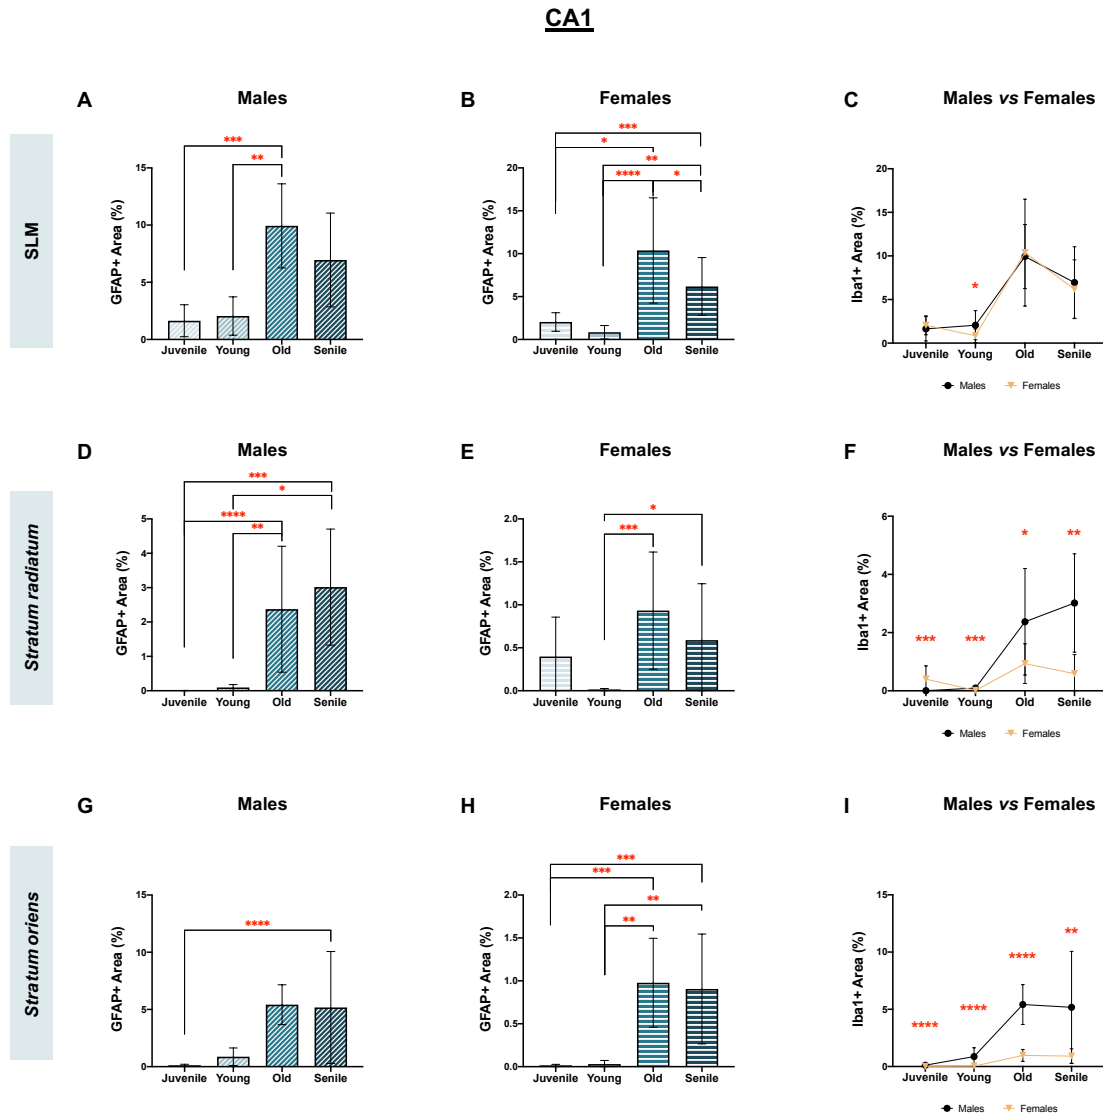 CA1
A Males
B Females
C Males vs Females
SLM
GFAP+ Area (%)
15
10
5
0
Juvenile Young Old Senile
***
**
GFAP+ Area (%)
20
15
10
5
0
Juvenile Young Old Senile
***
*
**
**** *
Iba1+ Area (%)
20
15
10
5
0
Juvenile Young Old Senile
*
Males Females
D Males
E Females
F Males vs Females
Stratum radiatum
GFAP+ Area (%)
5
4
3
2
1
0
Juvenile Young Old Senile
***
*
****
**
GFAP+ Area (%)
2.0
1.5
1.0
0.5
0.0
Juvenile Young Old Senile
*
***
Iba1+ Area (%)
6
4
2
0
Juvenile Young Old Senile
*** *** * **
Males Females
G Males
H Females
I Males vs Females
Stratum oriens
GFAP+ Area (%)
15
10
5
0
Juvenile Young Old Senile
****
GFAP+ Area (%)
2.0
1.5
1.0
0.5
0.0
Juvenile Young Old Senile
***
***
**
**
Iba1+ Area (%)
15
10
5
0
Juvenile Young Old Senile
**** **** **** **
Males Females